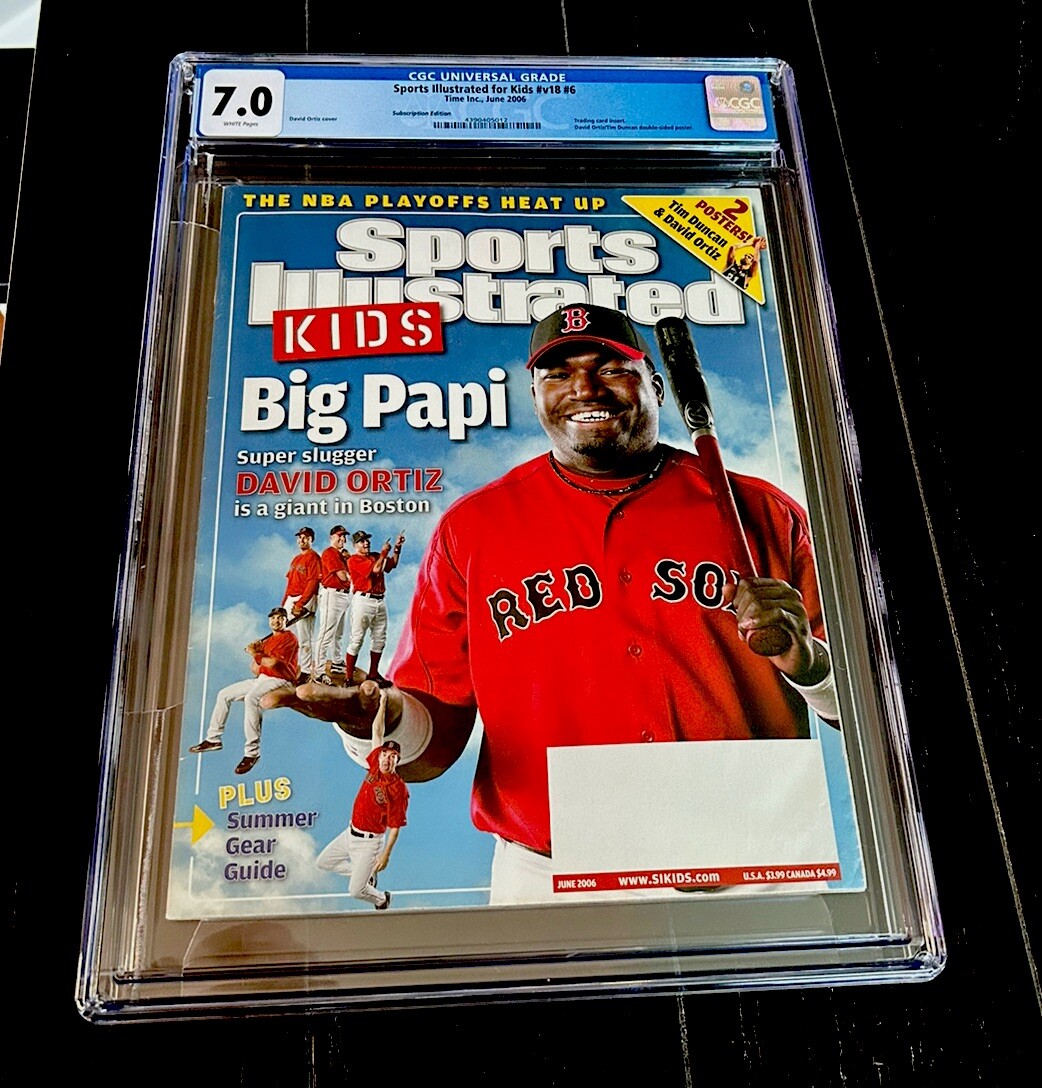 CGC UNIVERSAL GRADE
7.0
WHITE Pages
Sports Illustrated for Kids #v18 #6
Time Inc., June 2006
David Ortiz cover
Subscription Edition
4390405012
Trading card insert.
David Ortiz/Tim Duncan double-sided poster.
CGC
THE NBA PLAYOFFS HEAT UP
2
POSTERS!
Tim Duncan
& David Ortiz
21
Sports
Illustrated
KIDS
B
Big Papi
Super slugger
DAVID ORTIZ
is a giant in Boston
RED SOX
PLUS
Summer
Gear
Guide
JUNE 2006 WWW.SIKIDS.com U.S.A. $3.99 CANADA $4.99